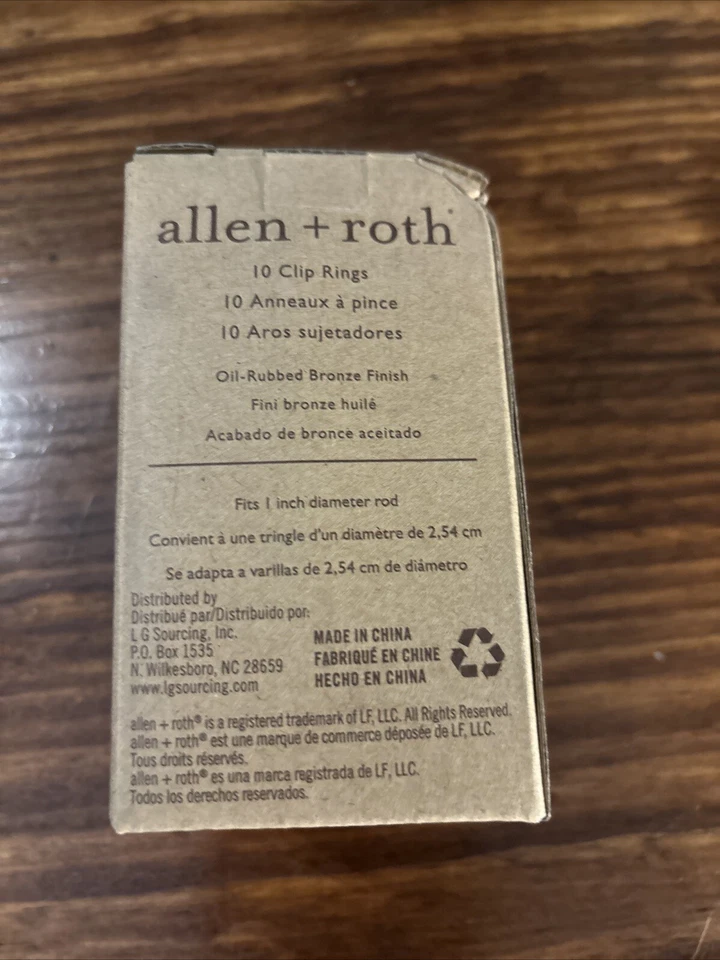 allen + roth®
10 Clip Rings
10 Anneaux à pince
10 Aros sujetadores
Oil-Rubbed Bronze Finish
Fini bronze huilé
Acabado de bronce aceitado
Fits 1 inch diameter rod
Convient à une tringle d'un diamètre de 2,54 cm
Se adapta a varillas de 2,54 cm de diámetro
Distributed by
Distribué par/Distribuido por:
L G Sourcing, Inc.
P.O. Box 1535
N. Wilkesboro, NC 28659
www.lgsourcing.com
MADE IN CHINA
FABRIQUÉ EN CHINE
HECHO EN CHINA
allen + roth® is a registered trademark of LF, LLC. All Rights Reserved.
allen + roth® est une marque de commerce déposée de LF, LLC.
Tous droits réservés.
allen + roth® es una marca registrada de LF, LLC.
Todos los derechos reservados.